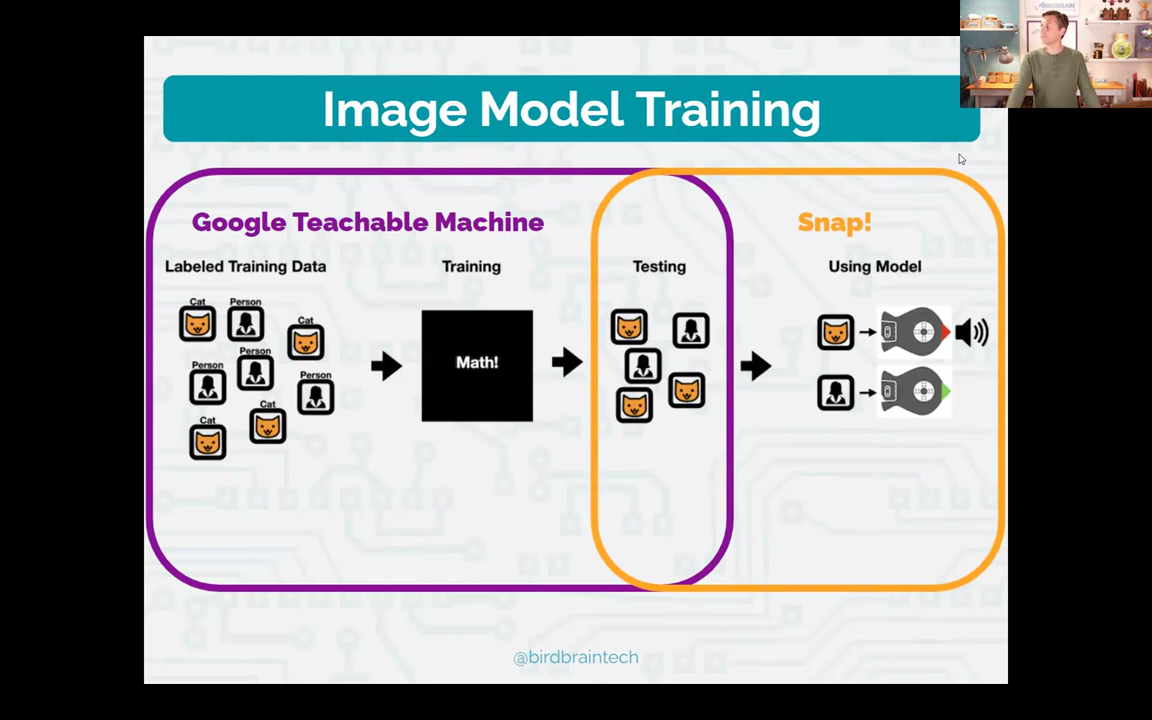 BIRDBRAIN
Image Model Training
Google Teachable Machine
Snap!
Labeled Training Data
Training
Testing
Using Model
Cat
Person
Cat
Person
Person
Person
Cat
Cat
Math!
@birdbraintech